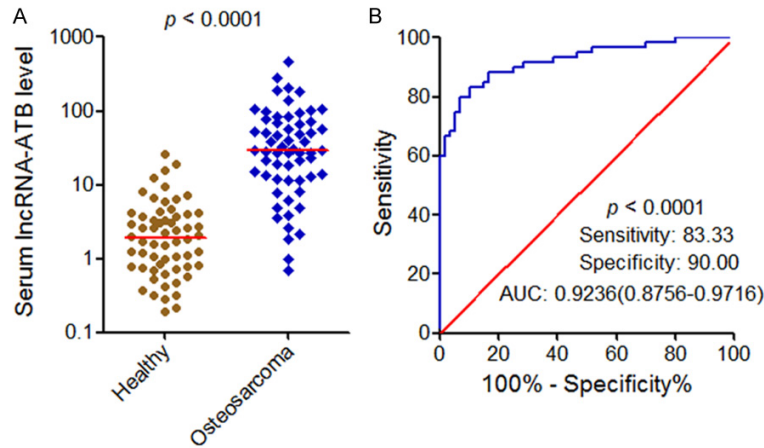 A
p < 0.0001
Serum lncRNA-ATB level
1000
100
10
1
0.1
Healthy
Osteosarcoma
B
Sensitivity
100
80
60
40
20
0
p < 0.0001
Sensitivity: 83.33
Specificity: 90.00
AUC: 0.9236(0.8756-0.9716)
0 20 40 60 80 100
100% - Specificity%